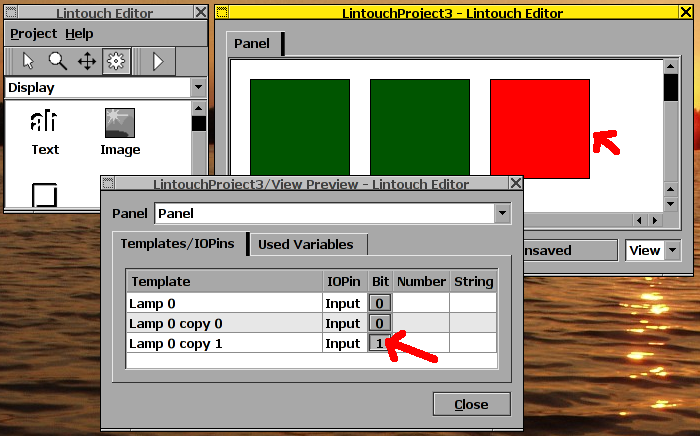 Lintouch Editor
Project Help
Display
Text
Image
LintouchProject3 - Lintouch Editor
Panel
nsaved
View
LintouchProject3/View Preview - Lintouch Editor
Panel Panel
Templates/IOPins Used Variables
Template IOPin Bit Number String
Lamp 0 Input 0
Lamp 0 copy 0 Input 0
Lamp 0 copy 1 Input 1
Close